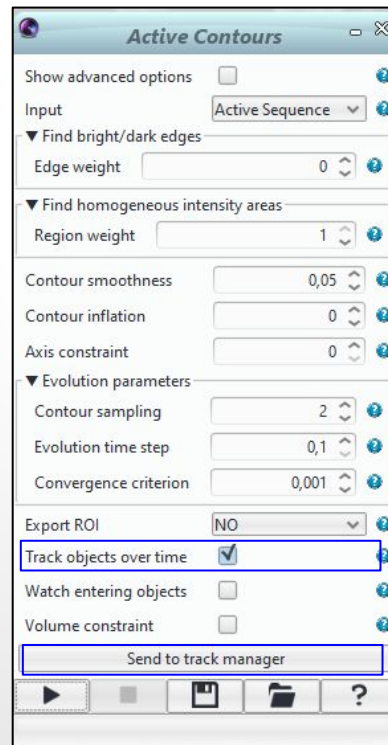 Active Contours
Show advanced options
Input Active Sequence
▼ Find bright/dark edges
Edge weight 0
▼ Find homogeneous intensity areas
Region weight 1
Contour smoothness 0,05
Contour inflation 0
Axis constraint 0
▼ Evolution parameters
Contour sampling 2
Evolution time step 0,1
Convergence criterion 0,001
Export ROI NO
Track objects over time
Watch entering objects
Volume constraint
Send to track manager
?